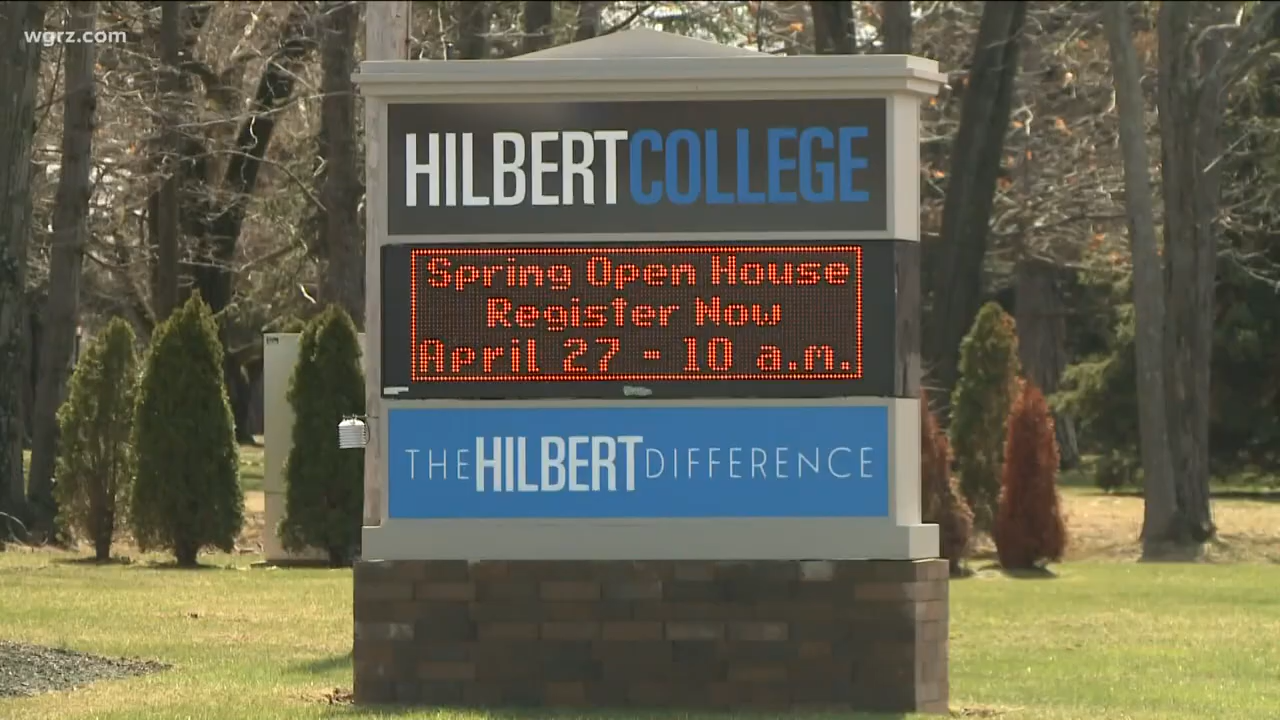 wgrz.com
HILBERTCOLLEGE
Spring Open House
Register Now
April 27 - 10 a.m.
THEHILBERTDIFFERENCE